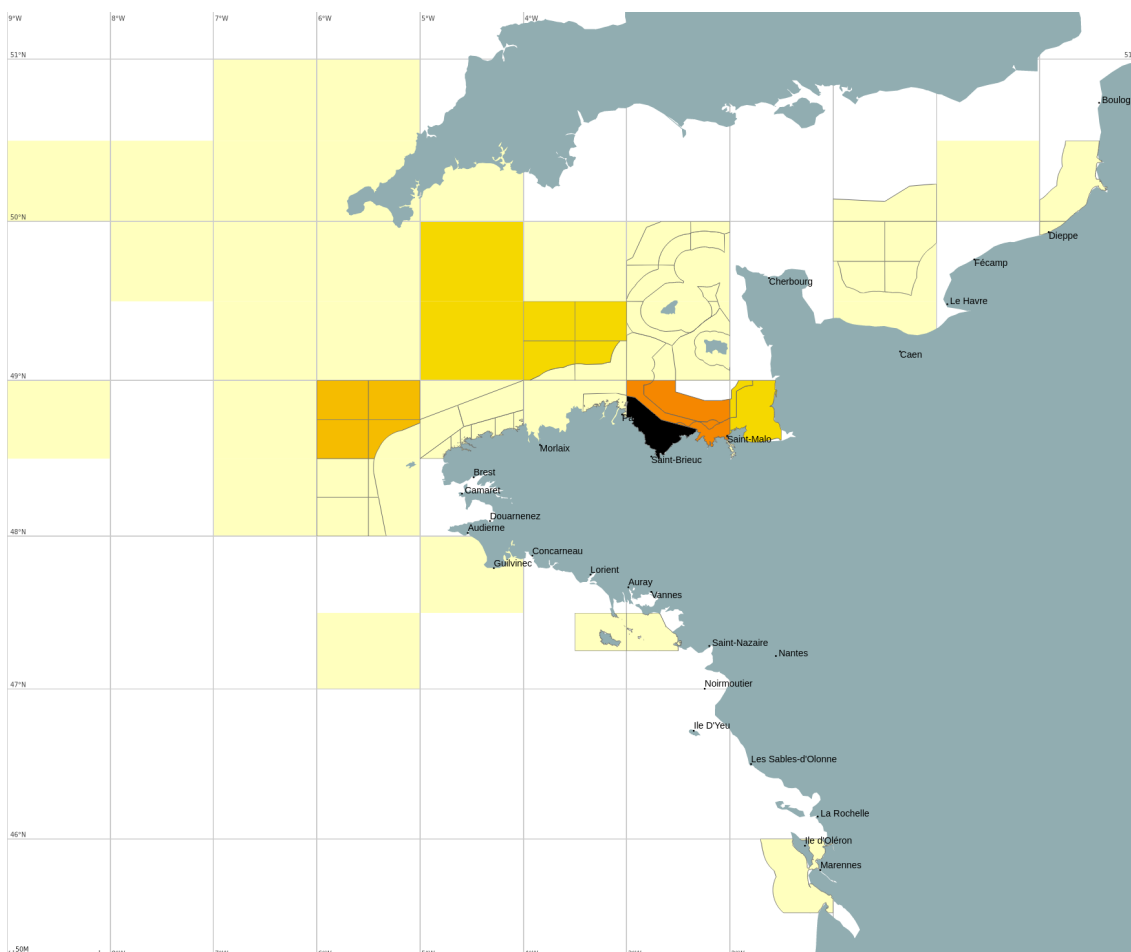 9°W 8°W 7°W 6°W 5°W 4°W
51°N 51
Boulog
50°N
Dieppe
Fécamp
Cherbourg
Le Havre
Caen
49°N
Saint-Malo
Morlaix
Saint-Brieuc
Brest
Camaret
48°N
Douarnenez
Audierne
Concarneau
Guilvinec
Lorient
Auray
Vannes
Saint-Nazaire
Nantes
47°N
Noirmoutier
Ile D'Yeu
Les Sables-d'Olonne
La Rochelle
46°N
Ile d'Oléron
Marennes
50M